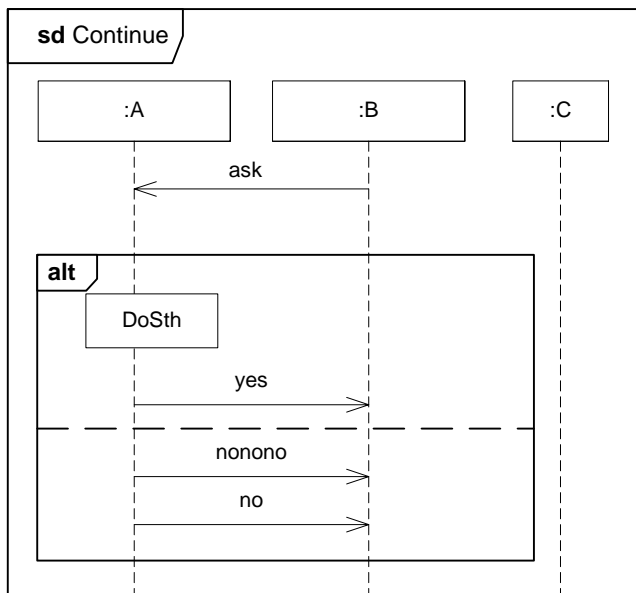 sd Continue
:A
:B
:C
ask
alt
DoSth
yes
nonono
no